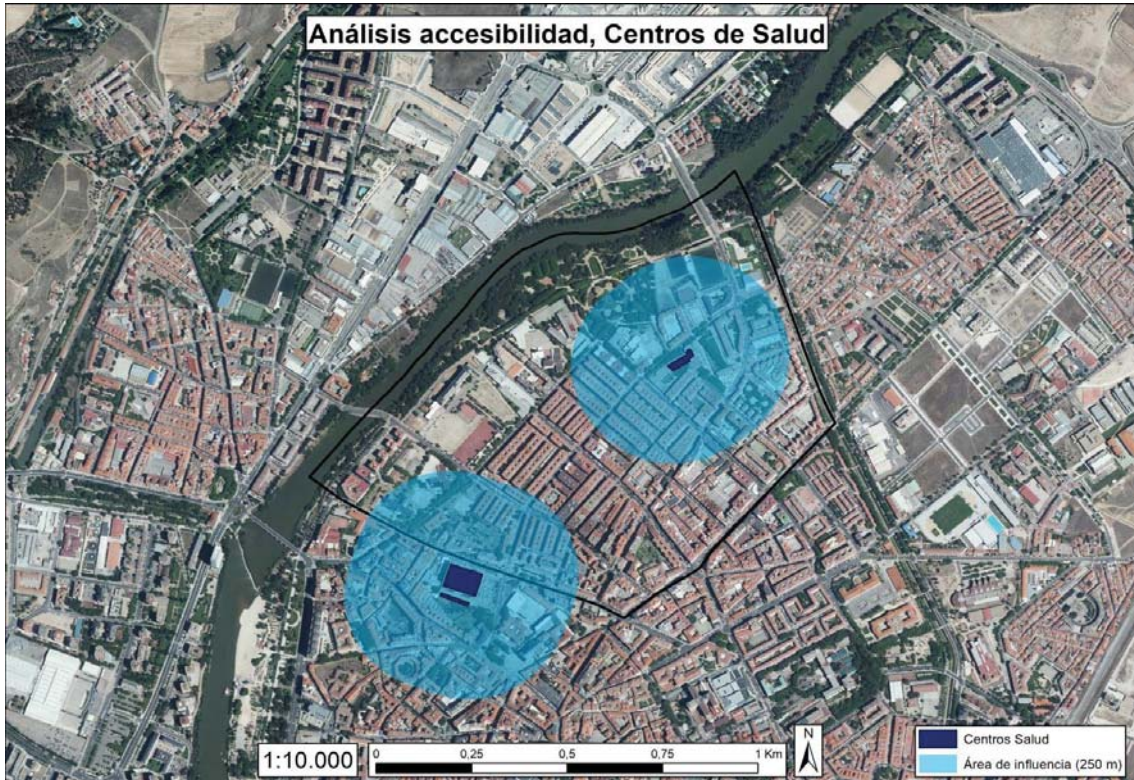 Análisis accesibilidad, Centros de Salud
1:10.000
0 0,25 0,5 0,75 1 Km
N
Centros Salud
Área de influencia (250 m)